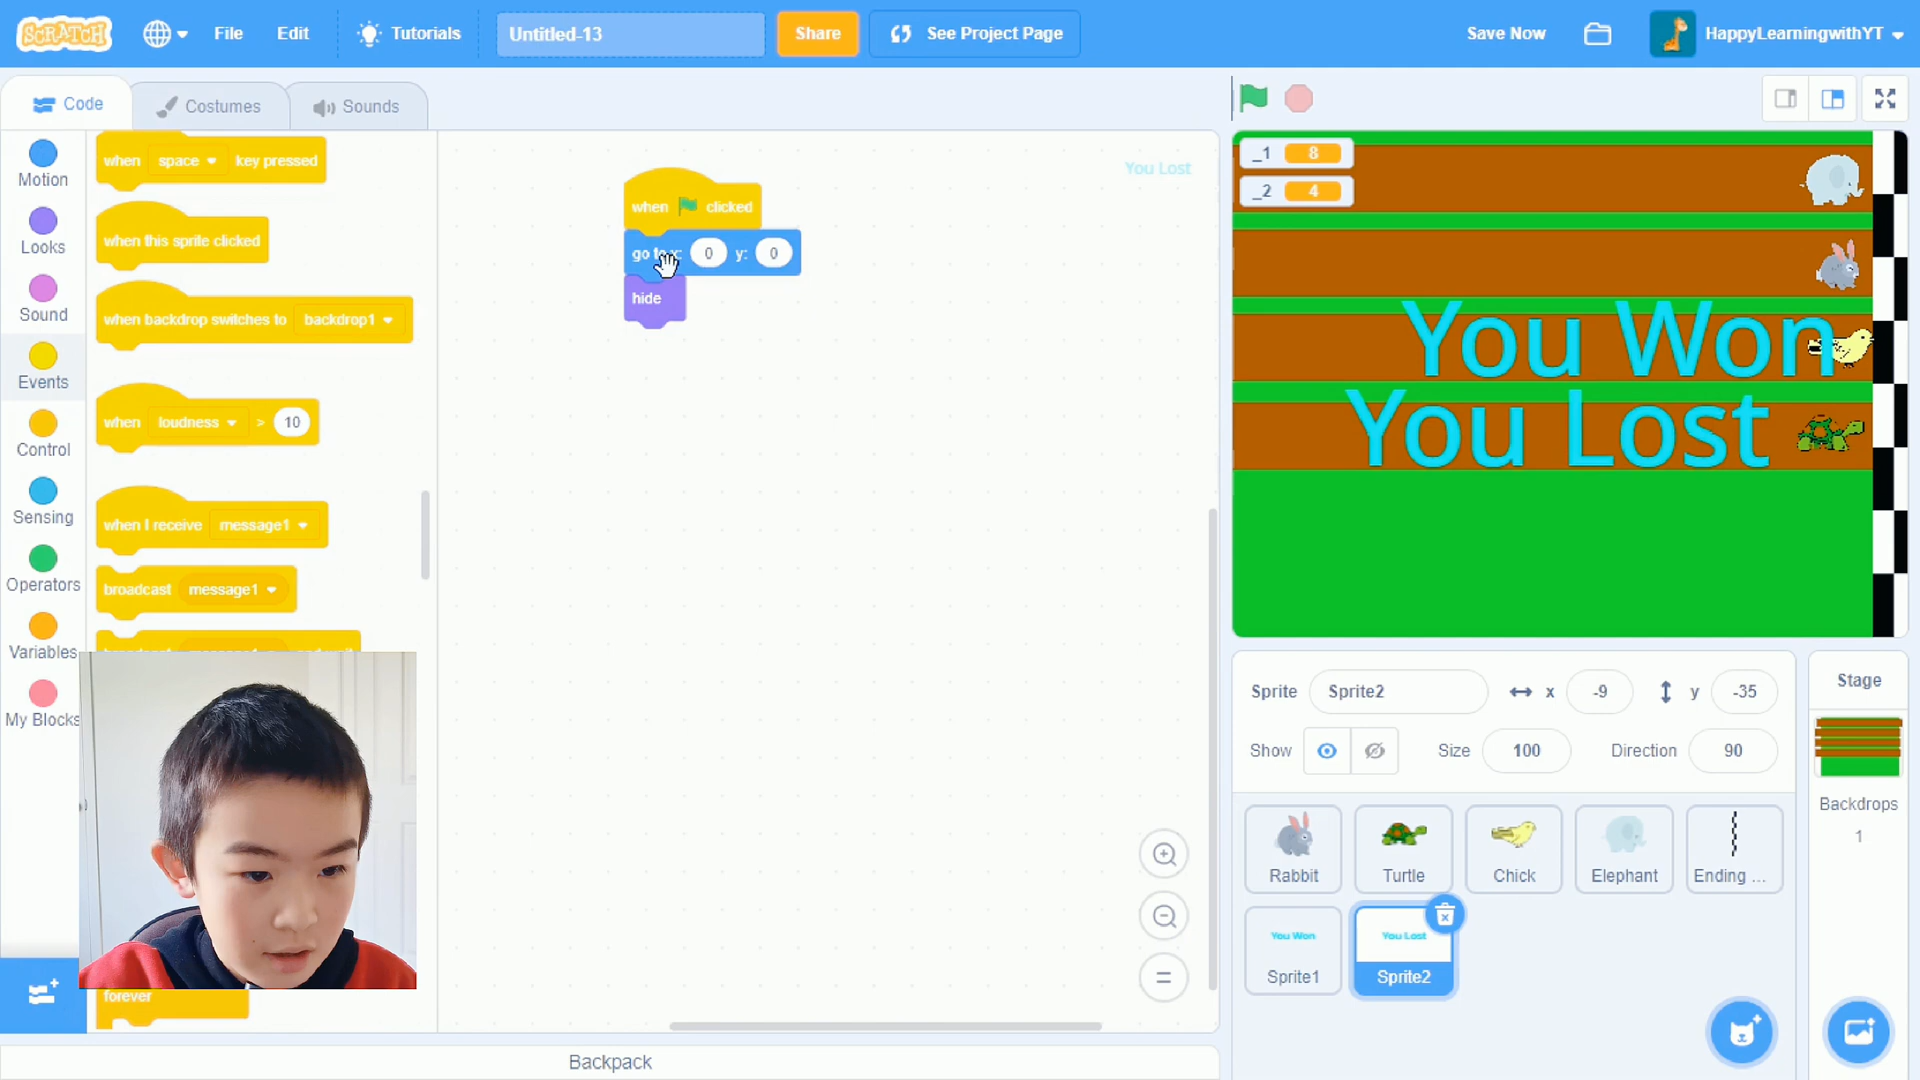 SCRATCH
File
Edit
Tutorials
Untitled-13
Share
See Project Page
Save Now
HappyLearningwithYT
Code
Costumes
Sounds
Motion
Looks
Sound
Events
Control
Sensing
Operators
Variables
My Blocks
when space key pressed
when this sprite clicked
when backdrop switches to backdrop1
when loudness > 10
when I receive message1
broadcast message1
forever
when clicked
go to x: 0 y: 0
hide
You Lost
_1 8
_2 4
You Won
You Lost
Sprite Sprite2 x -9 y -35
Show Size 100 Direction 90
Rabbit
Turtle
Chick
Elephant
Ending ...
You Won
Sprite1
You Lost
Sprite2
Stage
Backdrops
1
Backpack